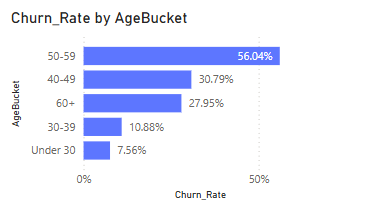 Churn_Rate by AgeBucket
AgeBucket
50-59 56.04%
40-49 30.79%
60+ 27.95%
30-39 10.88%
Under 30 7.56%
0% 50%
Churn_Rate